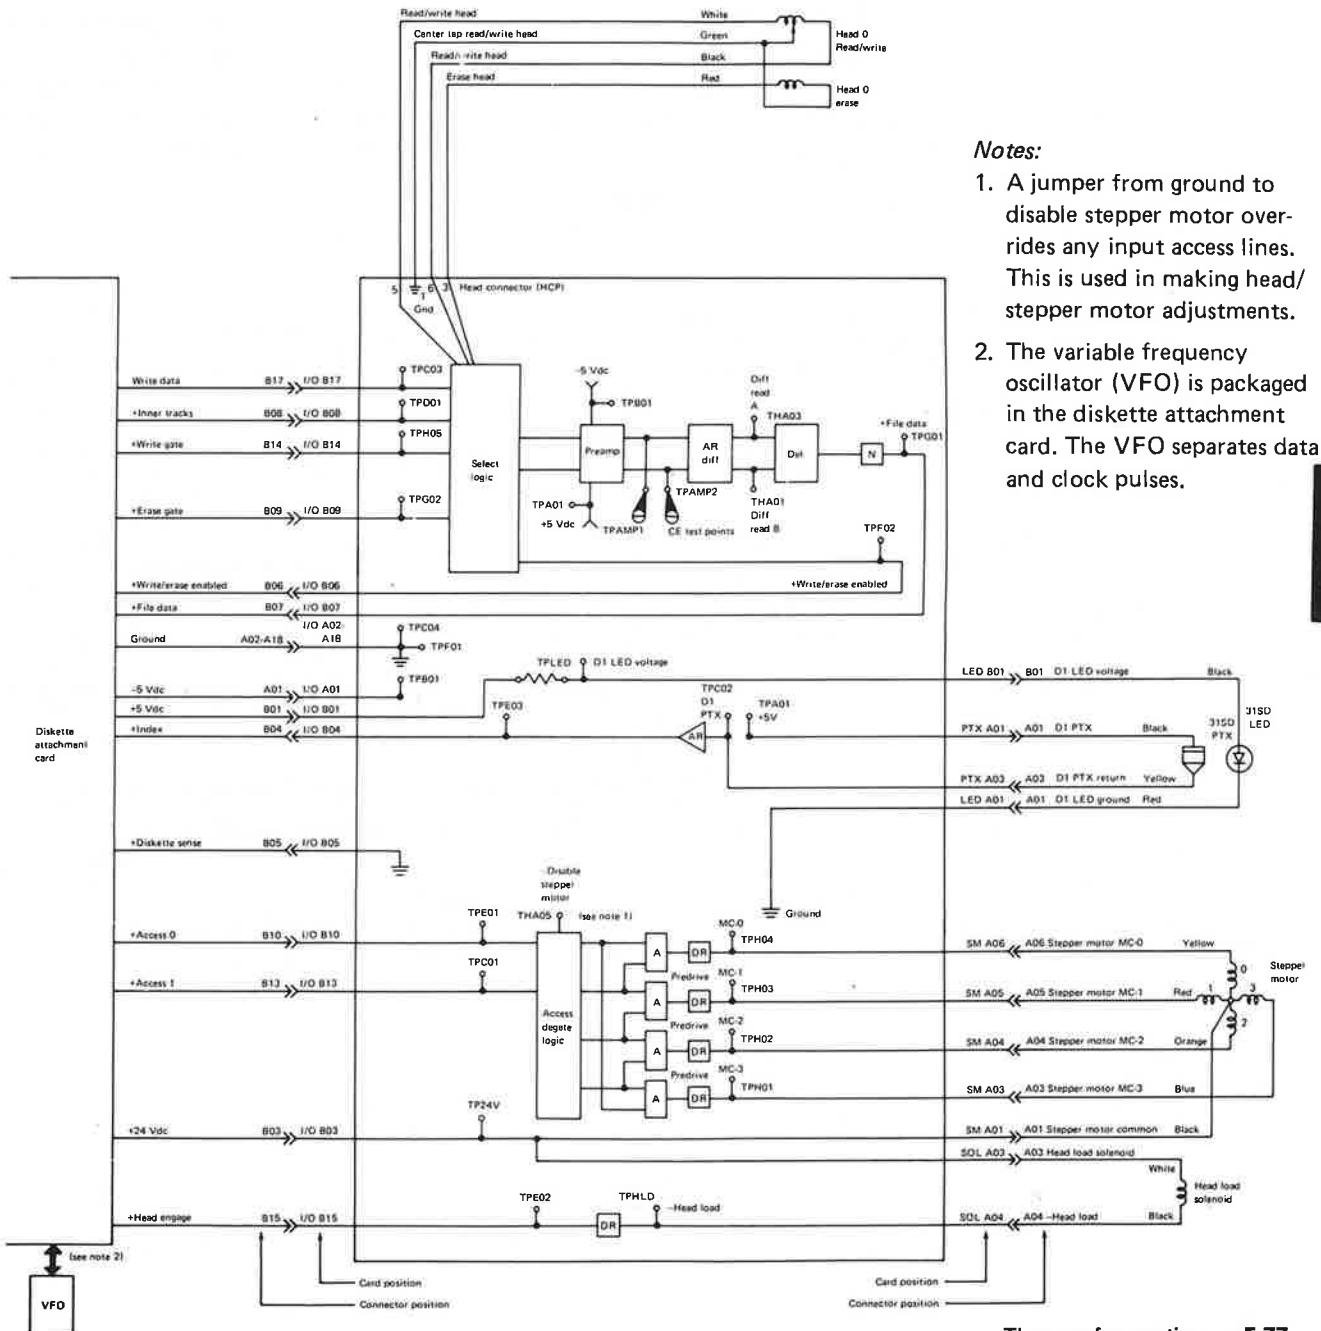 Read/write head White
Center tap read/write head Green
Head 0
Read/write
Read/write head Black
Erase head Red
Head 0
erase
Notes:
1. A jumper from ground to
disable stepper motor over-
rides any input access lines.
This is used in making head/
stepper motor adjustments.
2. The variable frequency
oscillator (VFO) is packaged
in the diskette attachment
card. The VFO separates data
and clock pulses.
5 1 6 3 Head connector (HCP)
Gnd
Write data B17 I/O B17 TPC03
+Inner tracks B08 I/O B08 TPD01
+Write gate B14 I/O B14 TPH05
+Erase gate B09 I/O B09 TPG02
Select
logic
-5 Vdc
TPB01
Preamp
TPA01
+5 Vdc
TPAMP1
TPAMP2
CE test points
AR
diff
Diff
read
A
THA03
THA01
Diff
read B
Det
N
+File data
TPG01
TPF02
+Write/erase enabled B06 I/O B06 +Write/erase enabled
+File data B07 I/O B07
Ground A02-A18 I/O A02-
A18
TPC04
TPF01
-5 Vdc A01 I/O A01 TPB01
+5 Vdc B01 I/O B01
TPLED D1 LED voltage
+Index B04 I/O B04 TPE03
AR
TPC02
D1
PTX
TPA01
+5V
LED B01 B01 D1 LED voltage Black
PTX A01 A01 D1 PTX Black
31SD
PTX
31SD
LED
PTX A03 A03 D1 PTX return Yellow
LED A01 A01 D1 LED ground Red
Diskette
attachment
card
+Diskette sense B05 I/O B05
Ground
-Disable
stepper
motor
THA05 (see note 1)
+Access 0 B10 I/O B10 TPE01
+Access 1 B13 I/O B13 TPC01
Access
degate
logic
A DR MC-0 TPH04
Predrive MC-1
A DR TPH03
Predrive MC-2
A DR TPH02
Predrive MC-3
A DR TPH01
SM A06 A06 Stepper motor MC-0 Yellow
SM A05 A05 Stepper motor MC-1 Red
SM A04 A04 Stepper motor MC-2 Orange
SM A03 A03 Stepper motor MC-3 Blue
0
1 3
2
Stepper
motor
+24 Vdc B03 I/O B03 TP24V
SM A01 A01 Stepper motor common Black
SOL A03 A03 Head load solenoid
White
Head load
solenoid
+Head engage B15 I/O B15 TPE02 DR TPHLD -Head load
SOL A04 A04 -Head load Black
(see note 2)
VFO
Card position
Connector position
Card position
Connector position
5-77